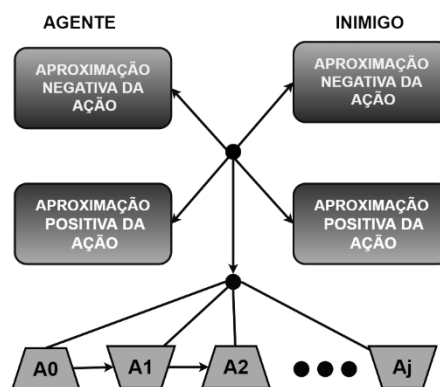 AGENTE
INIMIGO
APROXIMAÇÃO
NEGATIVA DA
AÇÃO
APROXIMAÇÃO
NEGATIVA DA
AÇÃO
APROXIMAÇÃO
POSITIVA DA
AÇÃO
APROXIMAÇÃO
POSITIVA DA
AÇÃO
A0
A1
A2
Aj